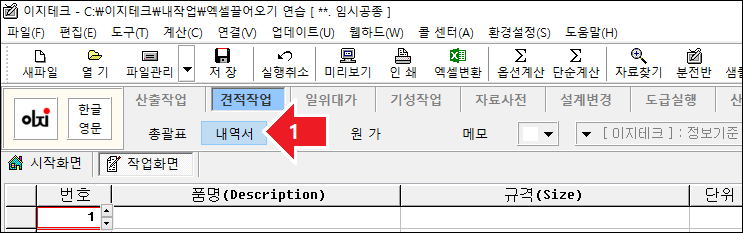 이지테크 - C:\이지테크\내작업\엑셀끌어오기 연습 [ **. 임시공종 ]
파일(F) 편집(E) 도구(T) 계산(C) 연결(V) 업데이트(U) 웹하드(W) 콜 센터(A) 환경설정(S) 도움말(H)
새파일 열 기 파일관리 저 장 실행취소 미리보기 인 쇄 엑셀변환 옵션계산 단순계산 자료찾기 분전반
산출작업 견적작업 일위대가 기성작업 자료사전 설계변경 도급실행
이지 한글
영문
총괄표 내역서 1 원 가 메모 [ 이지테크 ] : 정보기준
시작화면 작업화면
번호 품명(Description) 규격(Size) 단위
1